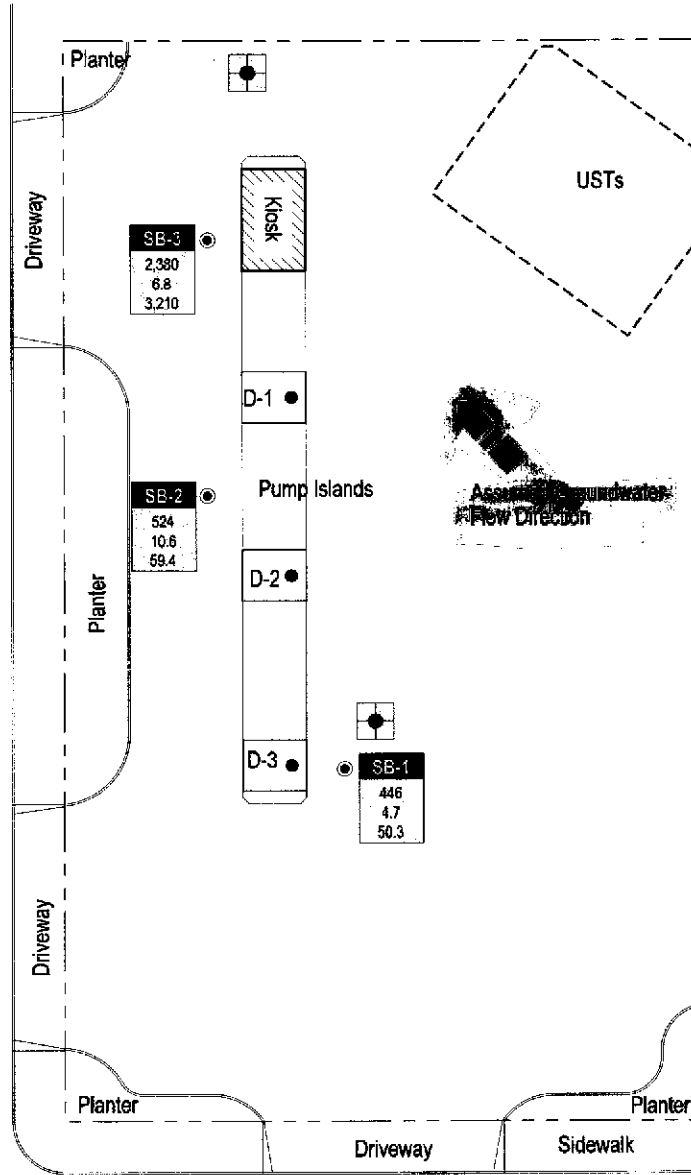 Planter
USTs
Driveway
Kiosk
SB-3
2,380
6.8
3,210
D-1
SB-2
524
10.6
59.4
Pump Islands
Groundwater
Flow Direction
D-2
Planter
D-3
SB-1
446
4.7
50.3
Driveway
Planter
Planter
Driveway
Sidewalk